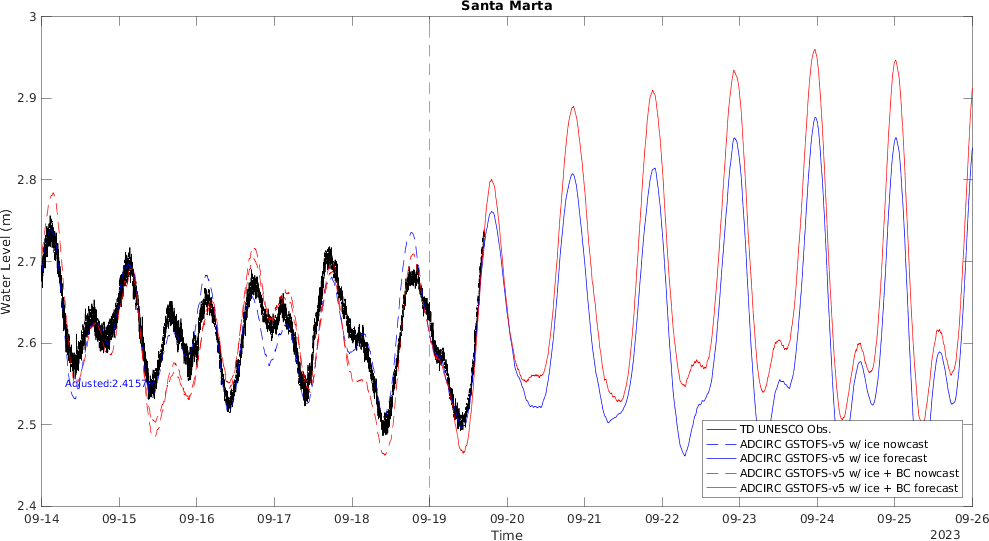 Santa Marta
3
2.9
2.8
2.7
2.6
2.5
2.4
Water Level (m)
Adjusted:2.4157
TD UNESCO Obs.
ADCIRC GSTOFS-v5 w/ ice nowcast
ADCIRC GSTOFS-v5 w/ ice forecast
ADCIRC GSTOFS-v5 w/ ice + BC nowcast
ADCIRC GSTOFS-v5 w/ ice + BC forecast
09-14 09-15 09-16 09-17 09-18 09-19 09-20 09-21 09-22 09-23 09-24 09-25 09-26
Time
2023